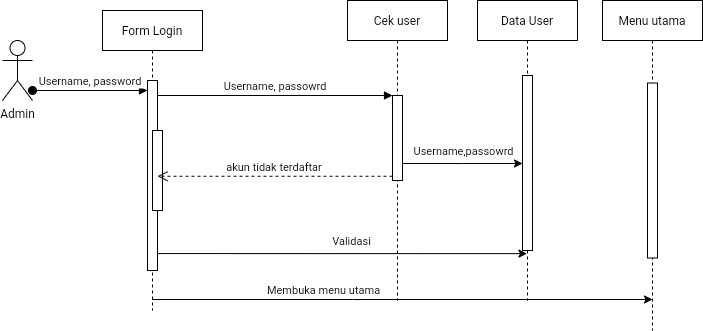 Form Login
Cek user
Data User
Menu utama
Admin
Username, password
Username, passowrd
Username,passowrd
akun tidak terdaftar
Validasi
Membuka menu utama